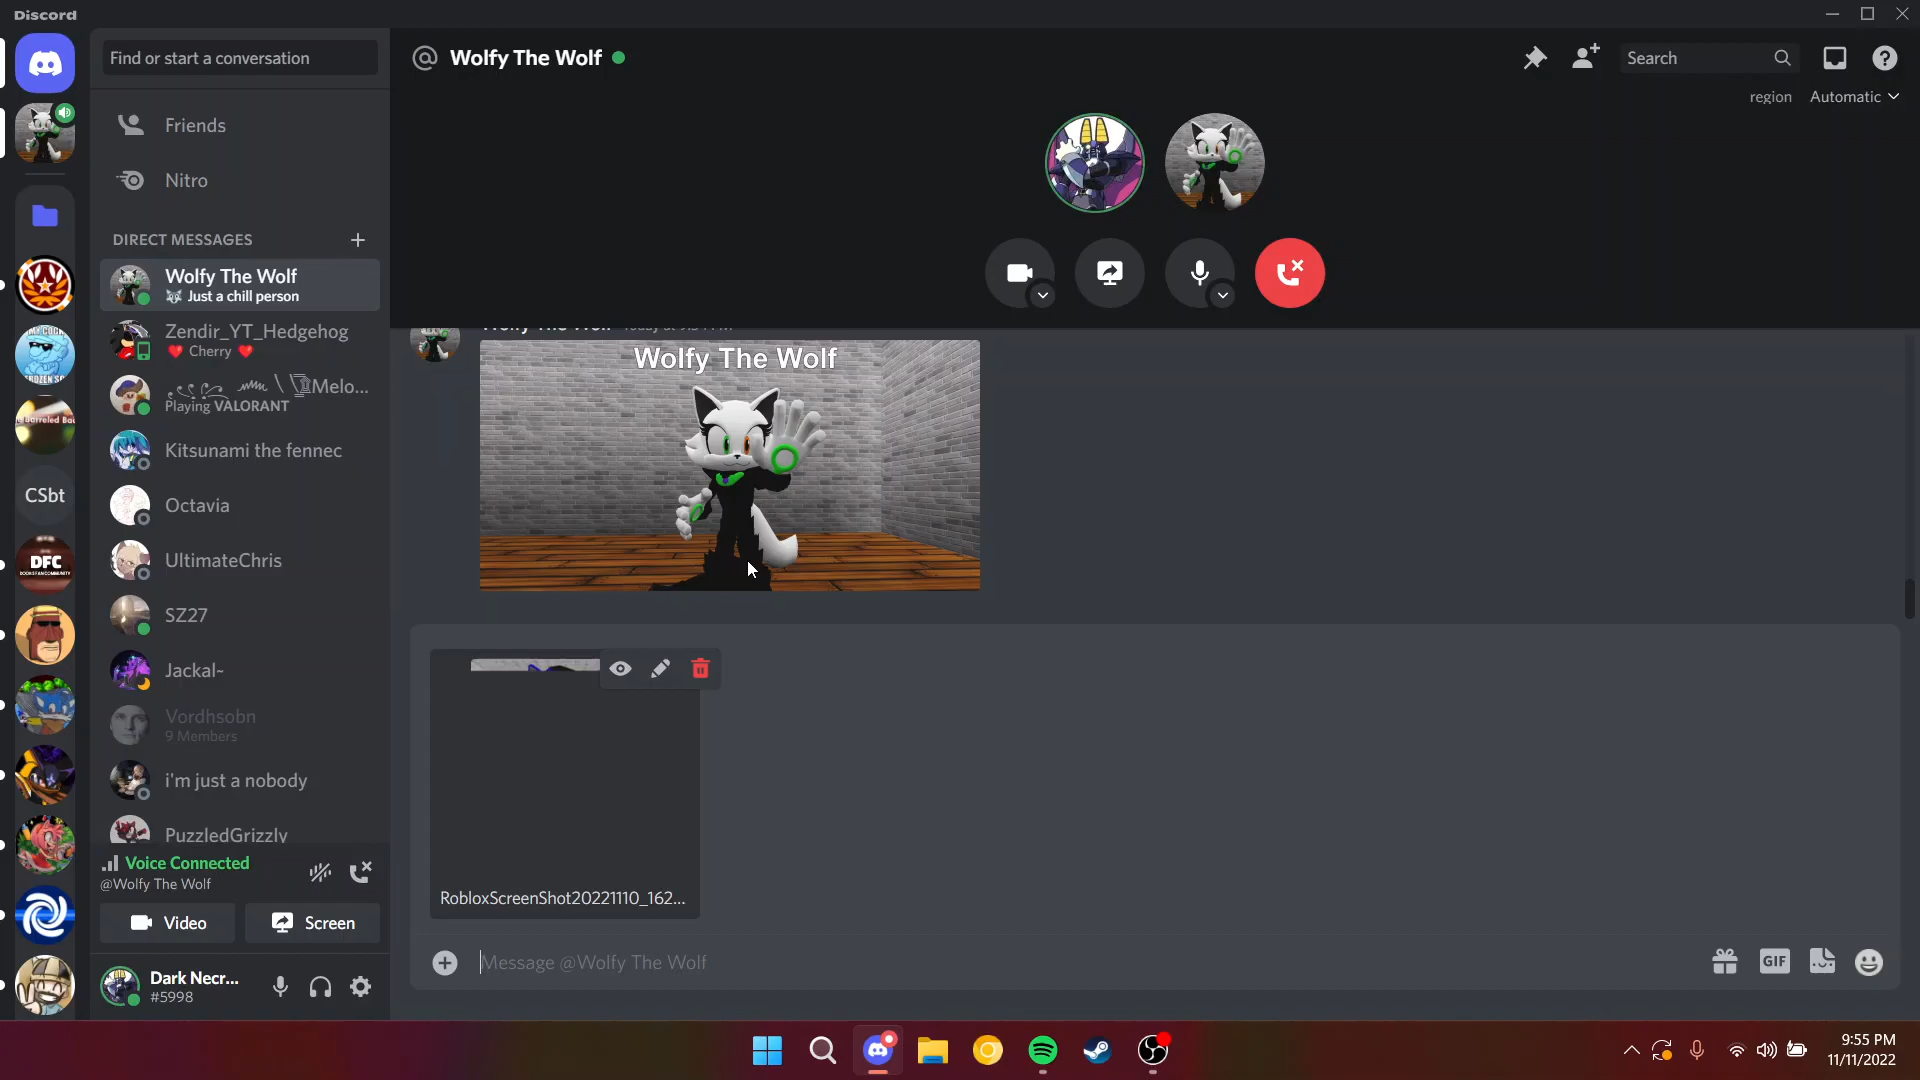 Discord
Find or start a conversation
Friends
Nitro
DIRECT MESSAGES
Wolfy The Wolf
Just a chill person
Zendir_YT_Hedgehog
Cherry
Melo...
Playing VALORANT
Kitsunami the fennec
Octavia
UltimateChris
SZ27
Jackal~
Vordhsobn
9 Members
i'm just a nobody
PuzzledGrizzly
Voice Connected
@Wolfy The Wolf
Video
Screen
Dark Necr...
#5998
CSbt
DFC
Wolfy The Wolf
Search
region
Automatic
Wolfy The Wolf
RobloxScreenShot20221110_162...
Message @Wolfy The Wolf
GIF
9:55 PM
11/11/2022